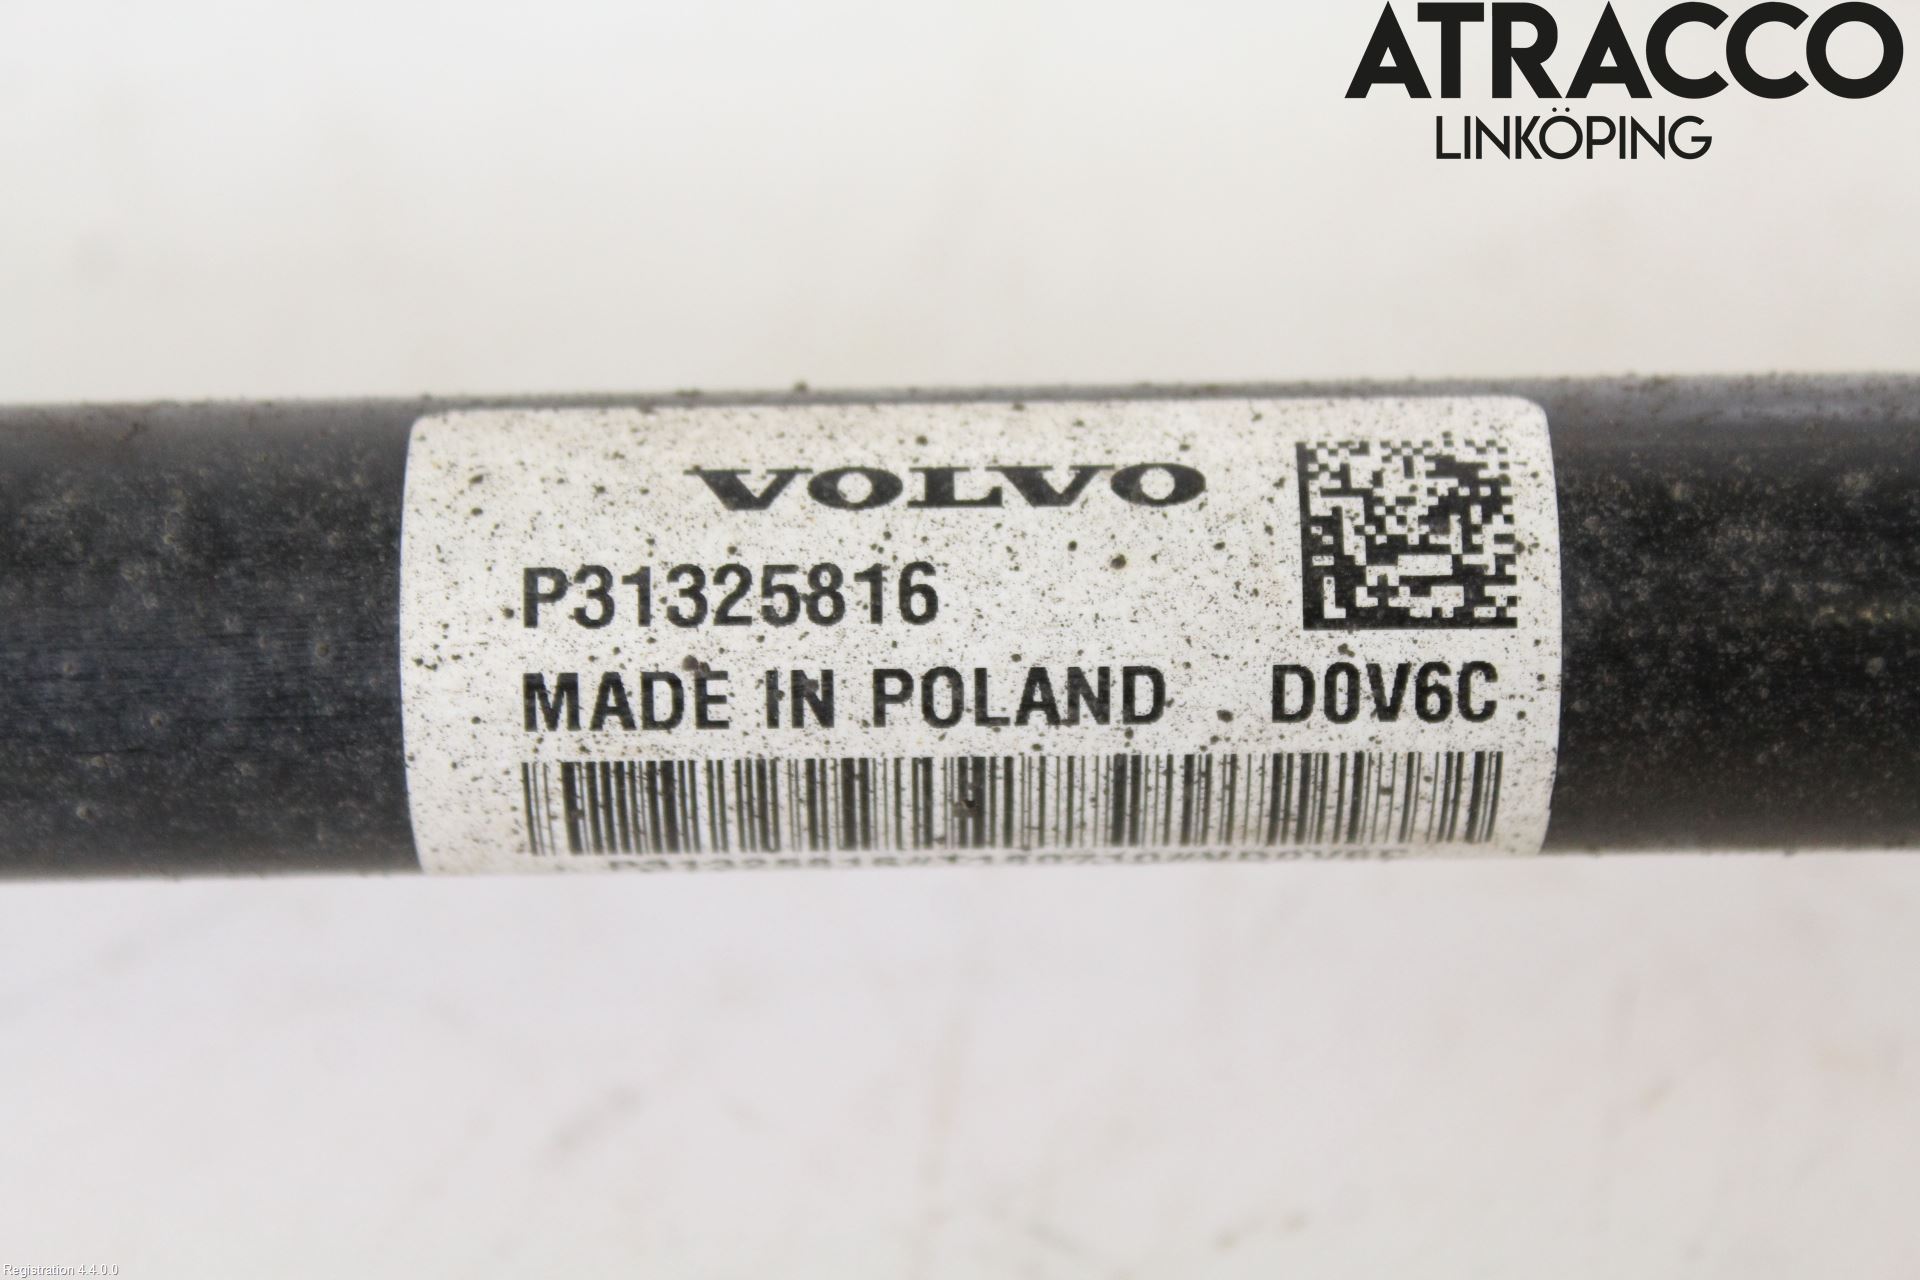 ATRACCO
LINKÖPING
VOLVO
P31325816
MADE IN POLAND D0V6C
Registration 4.4.0.0